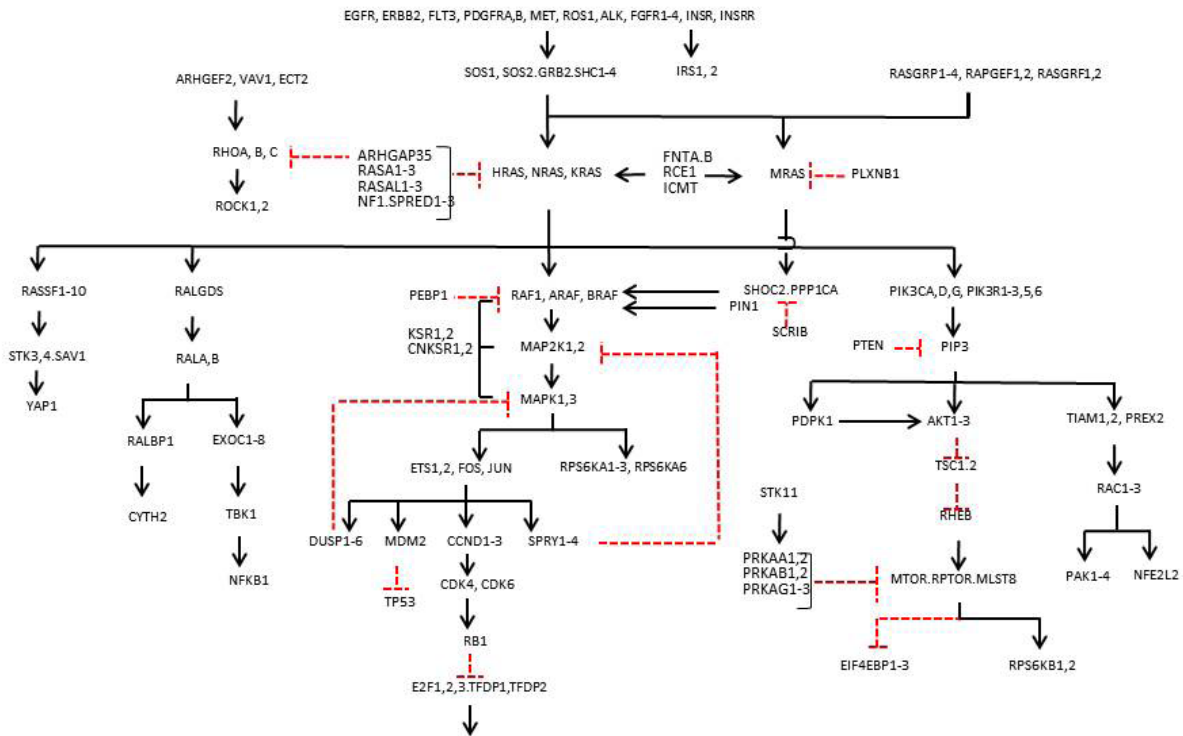 EGFR, ERBB2, FLT3, PDGFRA,B, MET, ROS1, ALK, FGFR1-4, INSR, INSRR
SOS1, SOS2.GRB2.SHC1-4
IRS1, 2
ARHGEF2, VAV1, ECT2
RASGRP1-4, RAPGEF1,2, RASGRF1,2
RHOA, B, C
ARHGAP35
RASA1-3
RASAL1-3
NF1.SPRED1-3
HRAS, NRAS, KRAS
FNTA.B
RCE1
ICMT
MRAS
PLXNB1
ROCK1,2
RASSF1-10
RALGDS
PEBP1
RAF1, ARAF, BRAF
SHOC2.PPP1CA
PIN1
PIK3CA,D,G, PIK3R1-3,5,6
SCRIB
KSR1,2
CNKSR1,2
MAP2K1,2
PTEN
PIP3
STK3,4.SAV1
RALA,B
YAP1
MAPK1,3
RALBP1
EXOC1-8
PDPK1
AKT1-3
TIAM1,2, PREX2
ETS1,2, FOS, JUN
RPS6KA1-3, RPS6KA6
TSC1.2
STK11
RAC1-3
CYTH2
TBK1
RHEB
DUSP1-6
MDM2
CCND1-3
SPRY1-4
NFKB1
TP53
CDK4, CDK6
PRKAA1,2
PRKAB1,2
PRKAG1-3
MTOR.RPTOR.MLST8
PAK1-4
NFE2L2
RB1
EIF4EBP1-3
RPS6KB1,2
E2F1,2,3.TFDP1,TFDP2